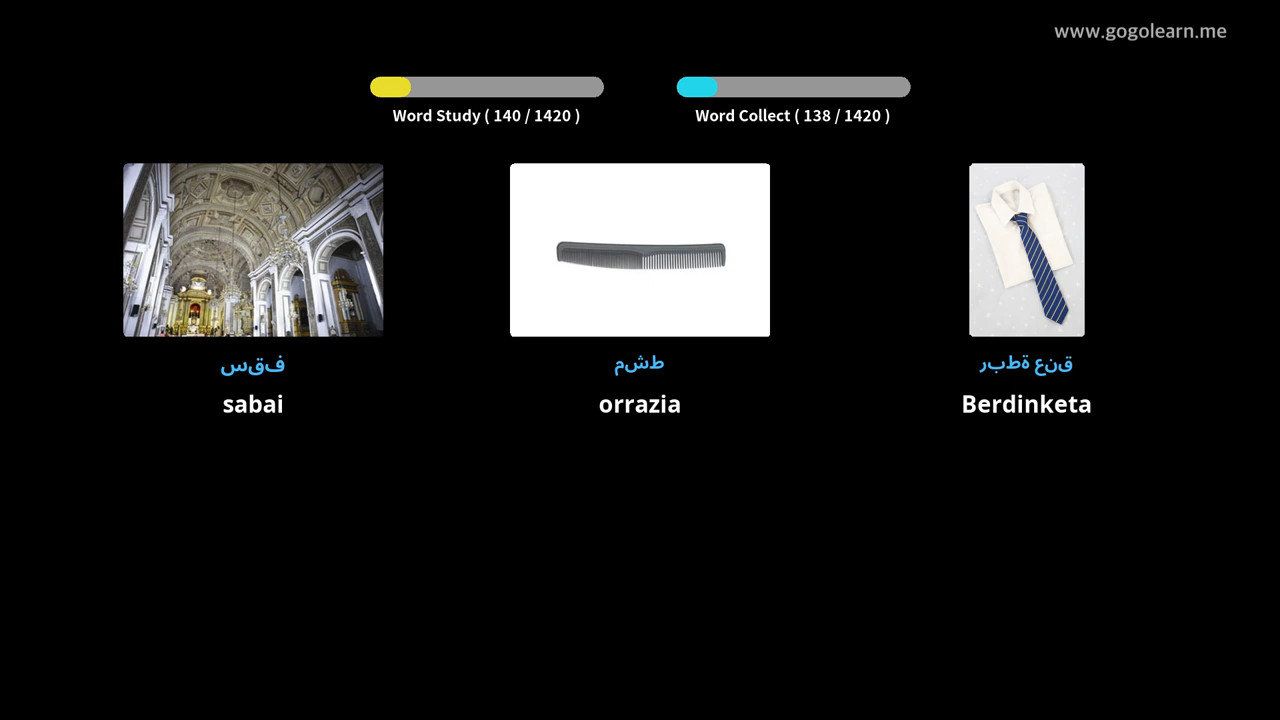 www.gogolearn.me
Word Study ( 140 / 1420 )
Word Collect ( 138 / 1420 )
فقس
طشم
قنع ةطبر
sabai
orrazia
Berdinketa